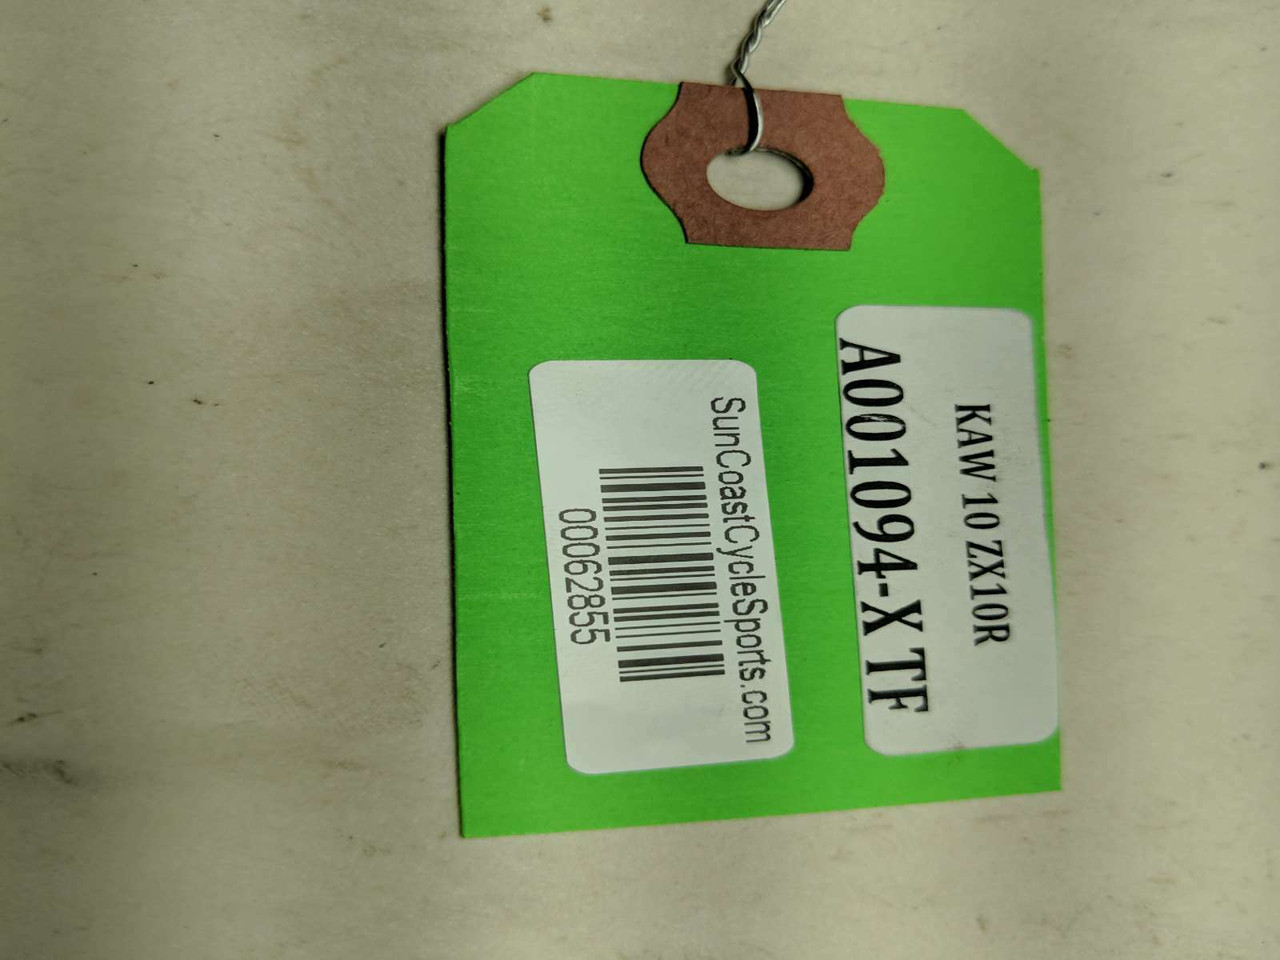 KAW 10 ZX10R
A001094-X TF
SunCoastCycleSports.com
00062855